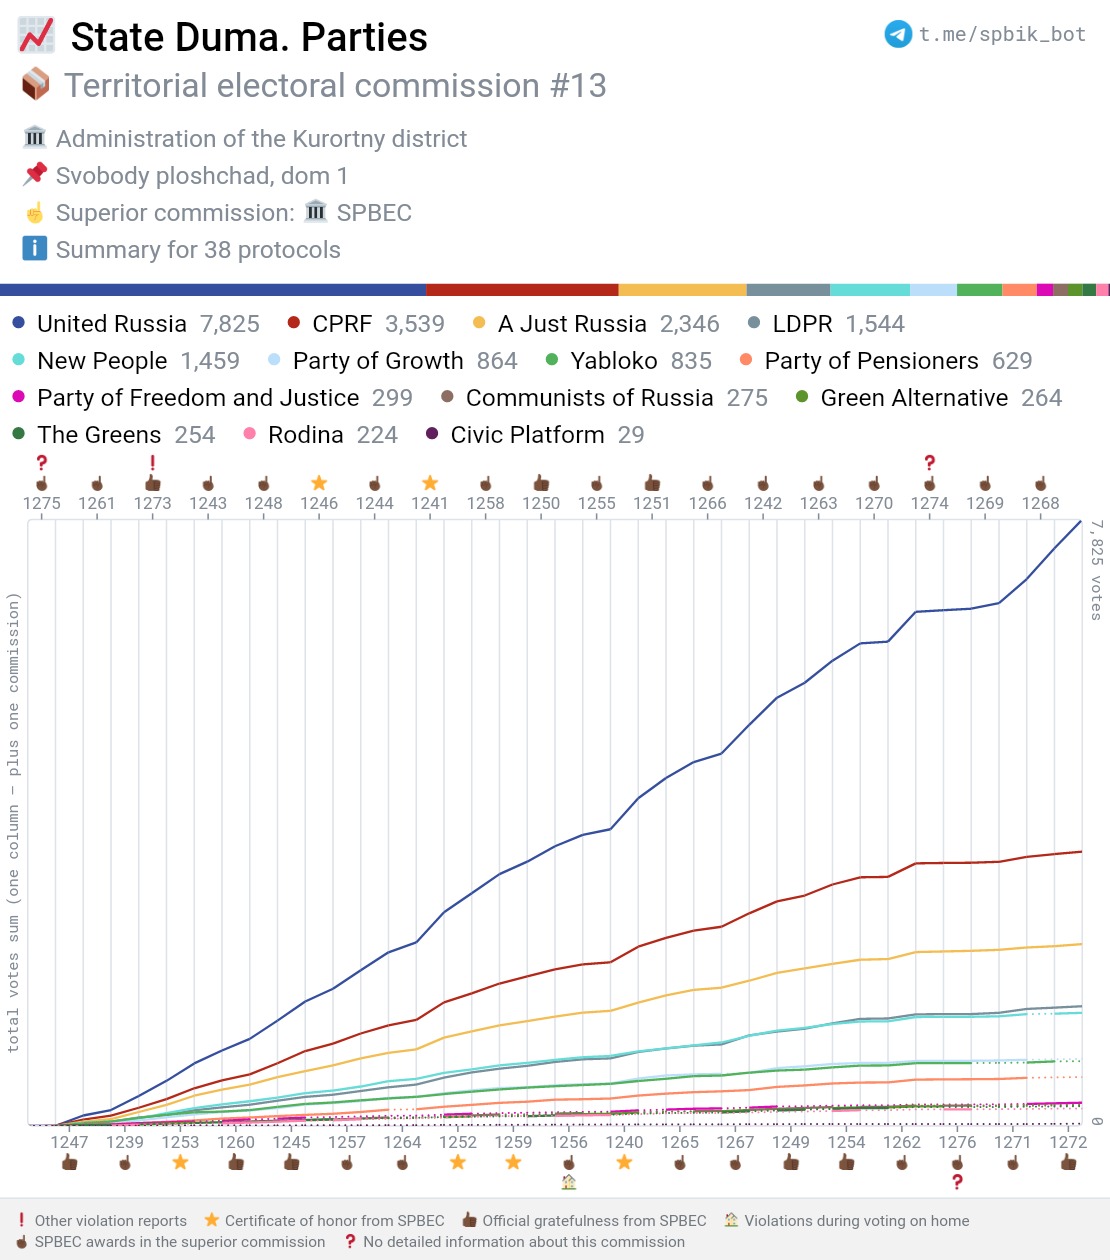 State Duma. Parties
t.me/spbik_bot
Territorial electoral commission #13
Administration of the Kurortny district
Svobody ploshchad, dom 1
Superior commission: SPBEC
Summary for 38 protocols
United Russia 7,825 CPRF 3,539 A Just Russia 2,346 LDPR 1,544
New People 1,459 Party of Growth 864 Yabloko 835 Party of Pensioners 629
Party of Freedom and Justice 299 Communists of Russia 275 Green Alternative 264
The Greens 254 Rodina 224 Civic Platform 29
1275 1261 1273 1243 1248 1246 1244 1241 1258 1250 1255 1251 1266 1242 1263 1270 1274 1269 1268
7,825 votes
total votes sum (one column – plus one commission)
0
1247 1239 1253 1260 1245 1257 1264 1252 1259 1256 1240 1265 1267 1249 1254 1262 1276 1271 1272
Other violation reports Certificate of honor from SPBEC Official gratefulness from SPBEC Violations during voting on home
SPBEC awards in the superior commission No detailed information about this commission